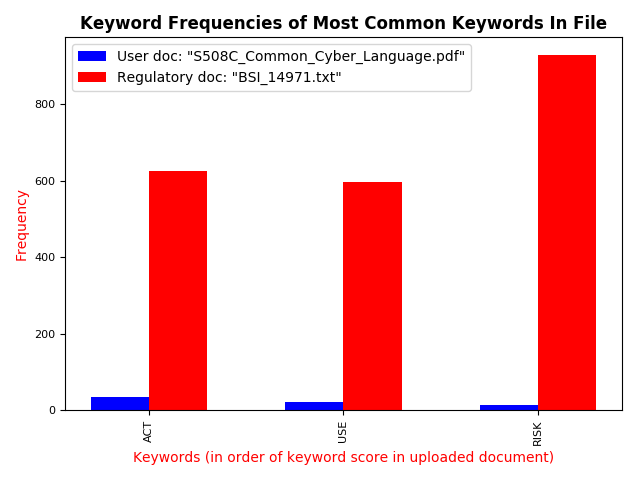 Keyword Frequencies of Most Common Keywords In File
User doc: "S508C_Common_Cyber_Language.pdf"
Regulatory doc: "BSI_14971.txt"
800
600
400
200
0
Frequency
ACT
USE
RISK
Keywords (in order of keyword score in uploaded document)